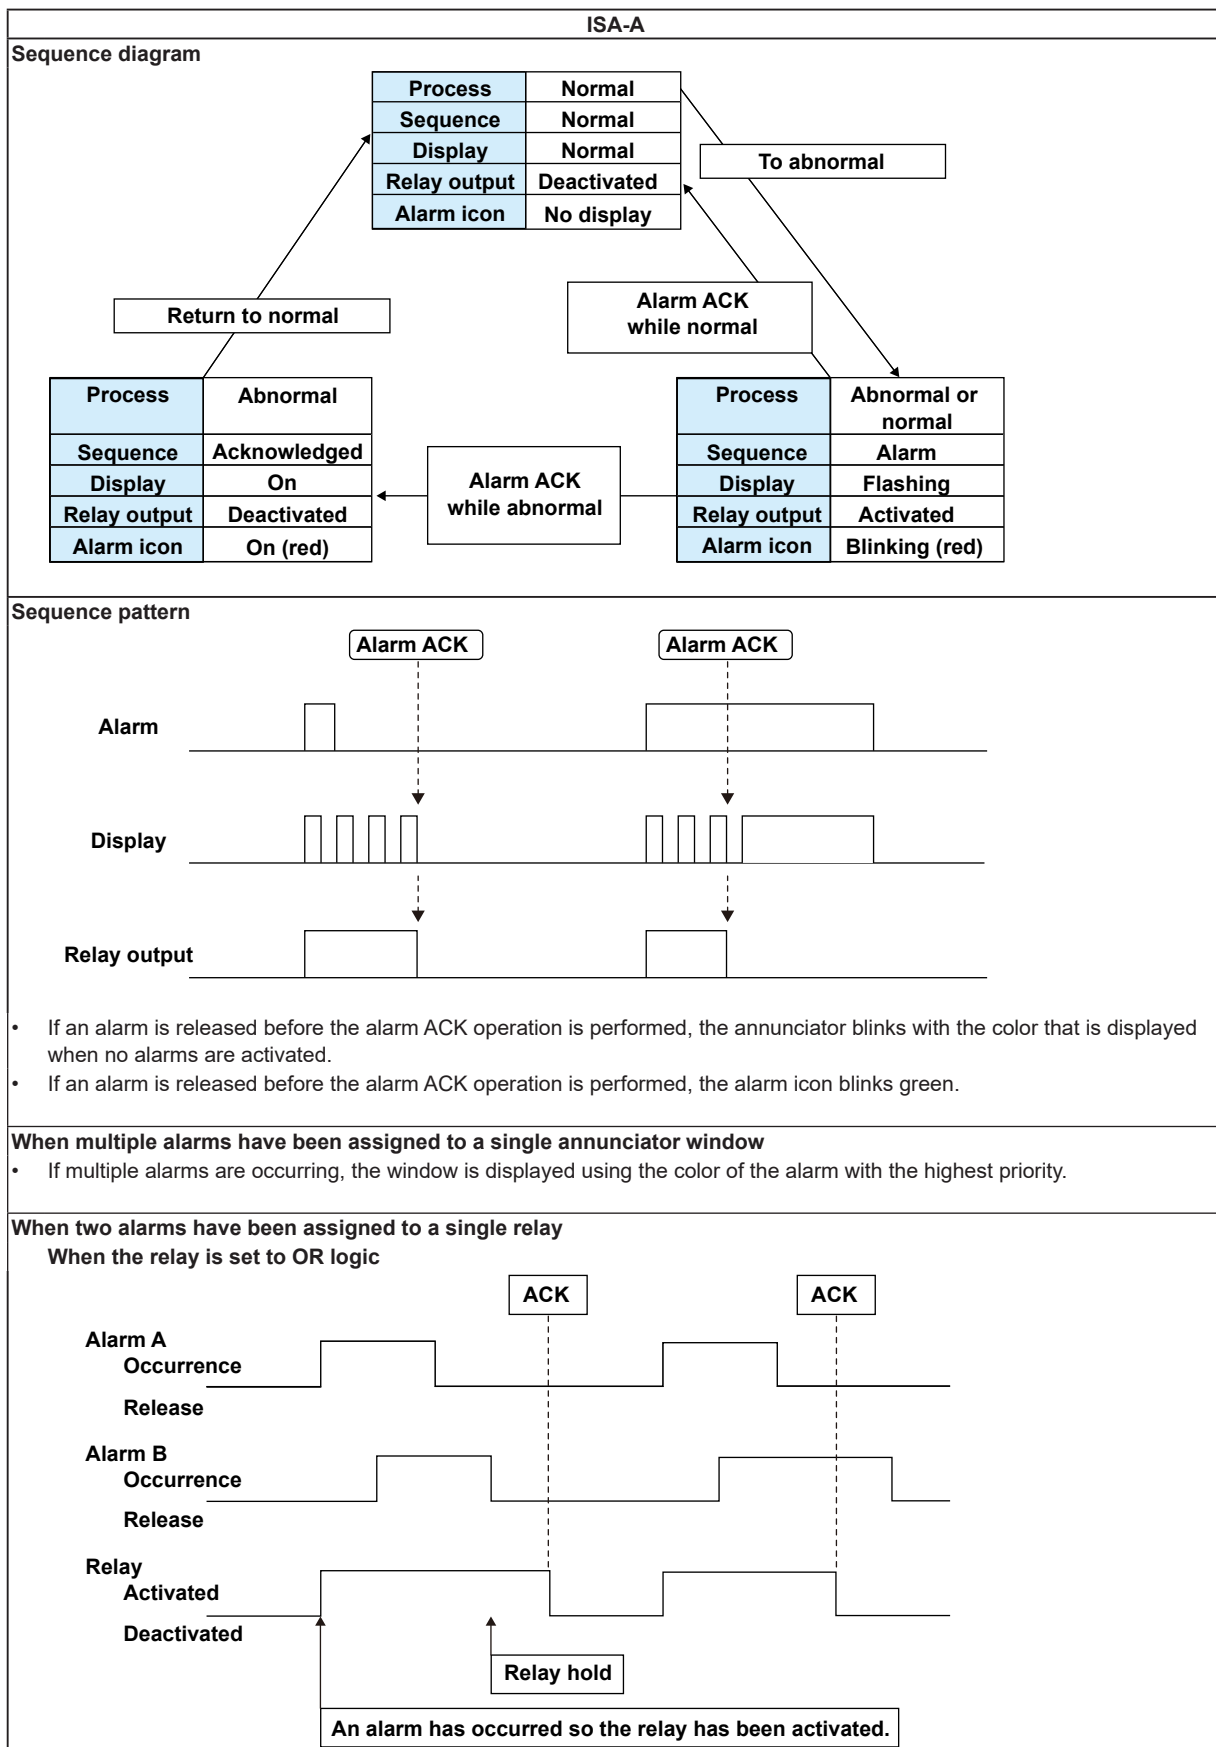 ISA-A
Sequence diagram
Process Normal
Sequence Normal
Display Normal
Relay output Deactivated
Alarm icon No display
To abnormal
Alarm ACK
while normal
Return to normal
Process Abnormal
Sequence Acknowledged
Display On
Relay output Deactivated
Alarm icon On (red)
Alarm ACK
while abnormal
Process Abnormal or
normal
Sequence Alarm
Display Flashing
Relay output Activated
Alarm icon Blinking (red)
Sequence pattern
Alarm ACK Alarm ACK
Alarm
Display
Relay output
• If an alarm is released before the alarm ACK operation is performed, the annunciator blinks with the color that is displayed
when no alarms are activated.
• If an alarm is released before the alarm ACK operation is performed, the alarm icon blinks green.
When multiple alarms have been assigned to a single annunciator window
• If multiple alarms are occurring, the window is displayed using the color of the alarm with the highest priority.
When two alarms have been assigned to a single relay
When the relay is set to OR logic
ACK ACK
Alarm A
Occurrence
Release
Alarm B
Occurrence
Release
Relay
Activated
Deactivated
Relay hold
An alarm has occurred so the relay has been activated.